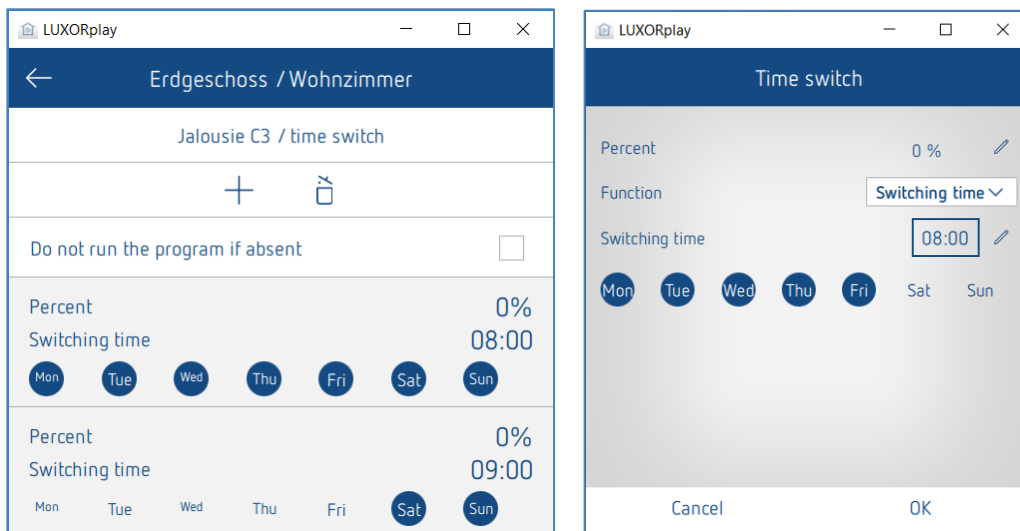 LUXORplay
Erdgeschoss / Wohnzimmer
Jalousie C3 / time switch
Do not run the program if absent
Percent 0%
Switching time 08:00
Mon Tue Wed Thu Fri Sat Sun
Percent 0%
Switching time 09:00
Mon Tue Wed Thu Fri Sat Sun
LUXORplay
Time switch
Percent 0 %
Function Switching time
Switching time 08:00
Mon Tue Wed Thu Fri Sat Sun
Cancel OK